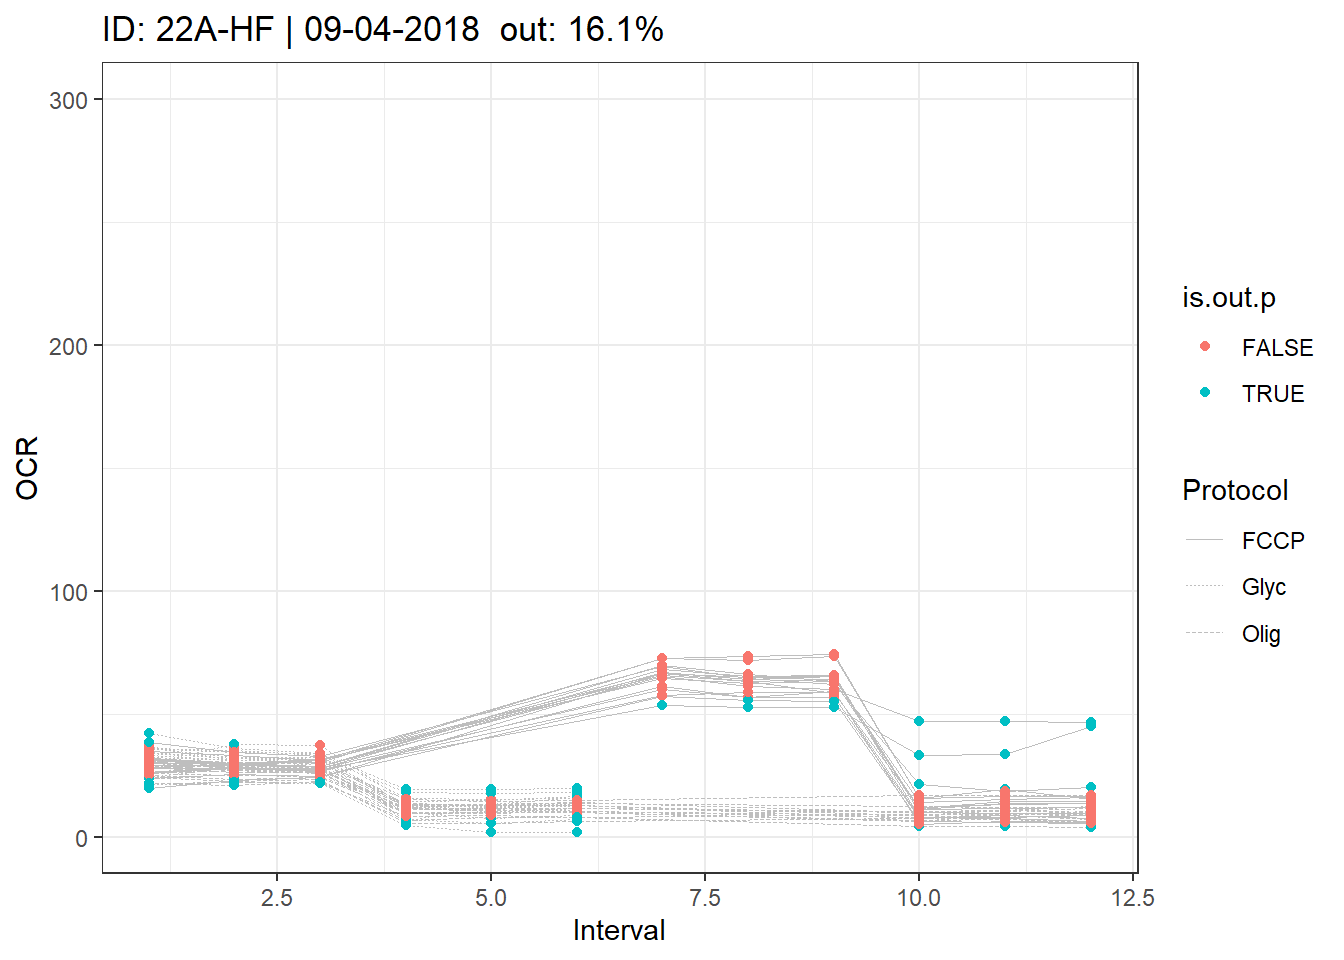 ID: 22A-HF | 09-04-2018  out: 16.1%
300
200
100
0
OCR
2.5
5.0
7.5
10.0
12.5
Interval
is.out.p
FALSE
TRUE
Protocol
FCCP
Glyc
Olig